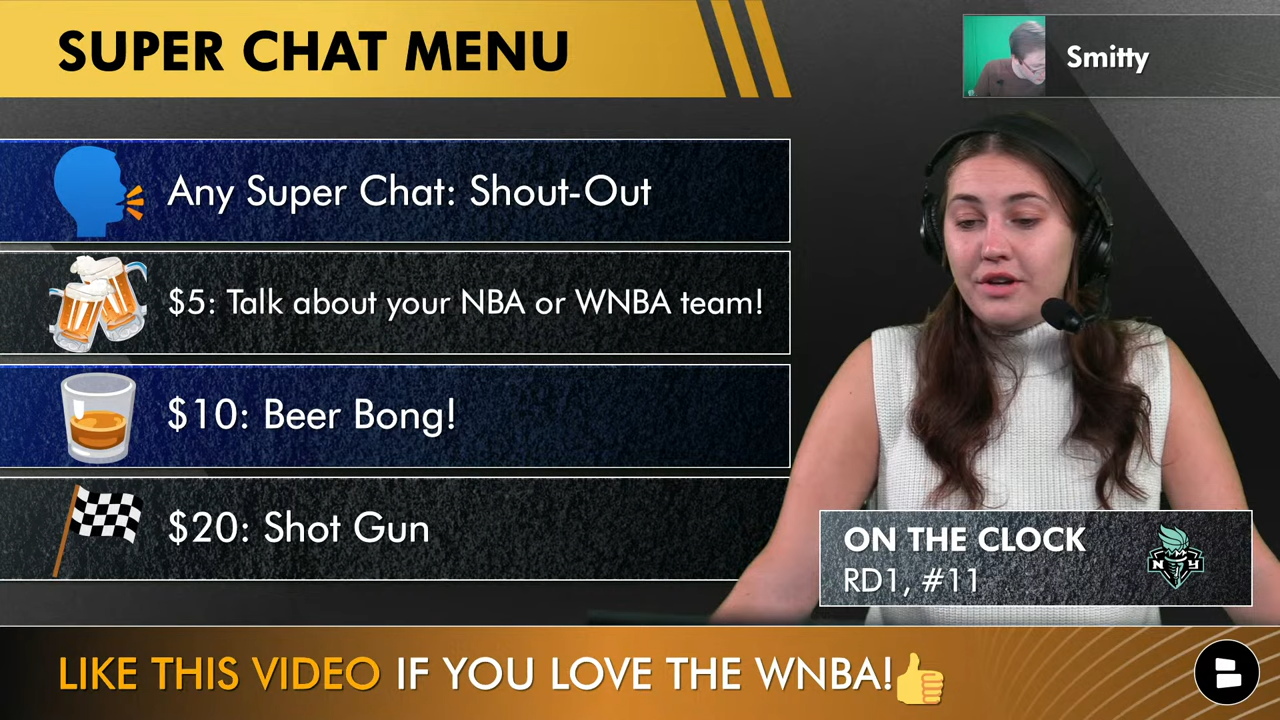 SUPER CHAT MENU
Smitty
Any Super Chat: Shout-Out
$5: Talk about your NBA or WNBA team!
$10: Beer Bong!
$20: Shot Gun
ON THE CLOCK
RD1, #11
NY
LIKE THIS VIDEO IF YOU LOVE THE WNBA!